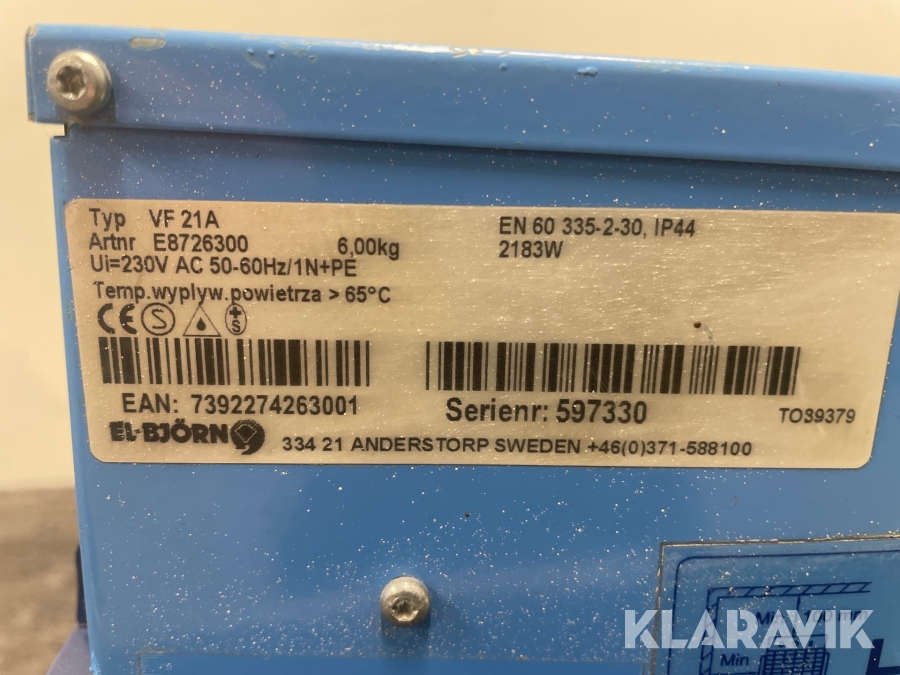 Typ VF 21A
EN 60 335-2-30, IP44
Artnr E8726300 6,00kg
2183W
Ui=230V AC 50-60Hz/1N+PE
Temp.wyplyw.powietrza > 65°C
CE S +S
EAN: 7392274263001
Serienr: 597330
TO39379
EL-BJÖRN
334 21 ANDERSTORP SWEDEN +46(0)371-588100
Min
Min
KLARAVIK